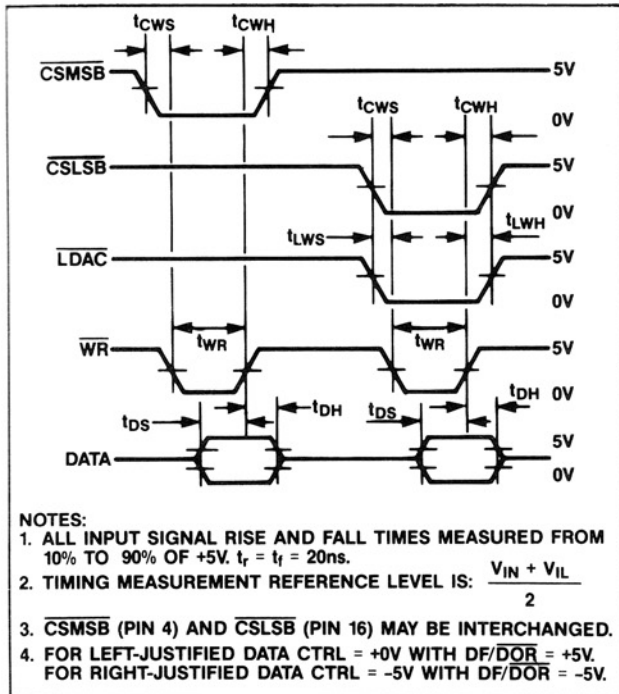 tCWS tCWH
CSMSB 5V
tCWS tCWH 0V
CSLSB 5V
0V
tLWS tLWH
LDAC 5V
0V
tWR tWR
WR 5V
0V
tDS tDH tDS tDH
5V
DATA
0V
NOTES:
1. ALL INPUT SIGNAL RISE AND FALL TIMES MEASURED FROM
10% TO 90% OF +5V. tr = tf = 20ns.
2. TIMING MEASUREMENT REFERENCE LEVEL IS: VIN + VIL
2
3. CSMSB (PIN 4) AND CSLSB (PIN 16) MAY BE INTERCHANGED.
4. FOR LEFT-JUSTIFIED DATA CTRL = +0V WITH DF/DOR = +5V.
FOR RIGHT-JUSTIFIED DATA CTRL = –5V WITH DF/DOR = –5V.